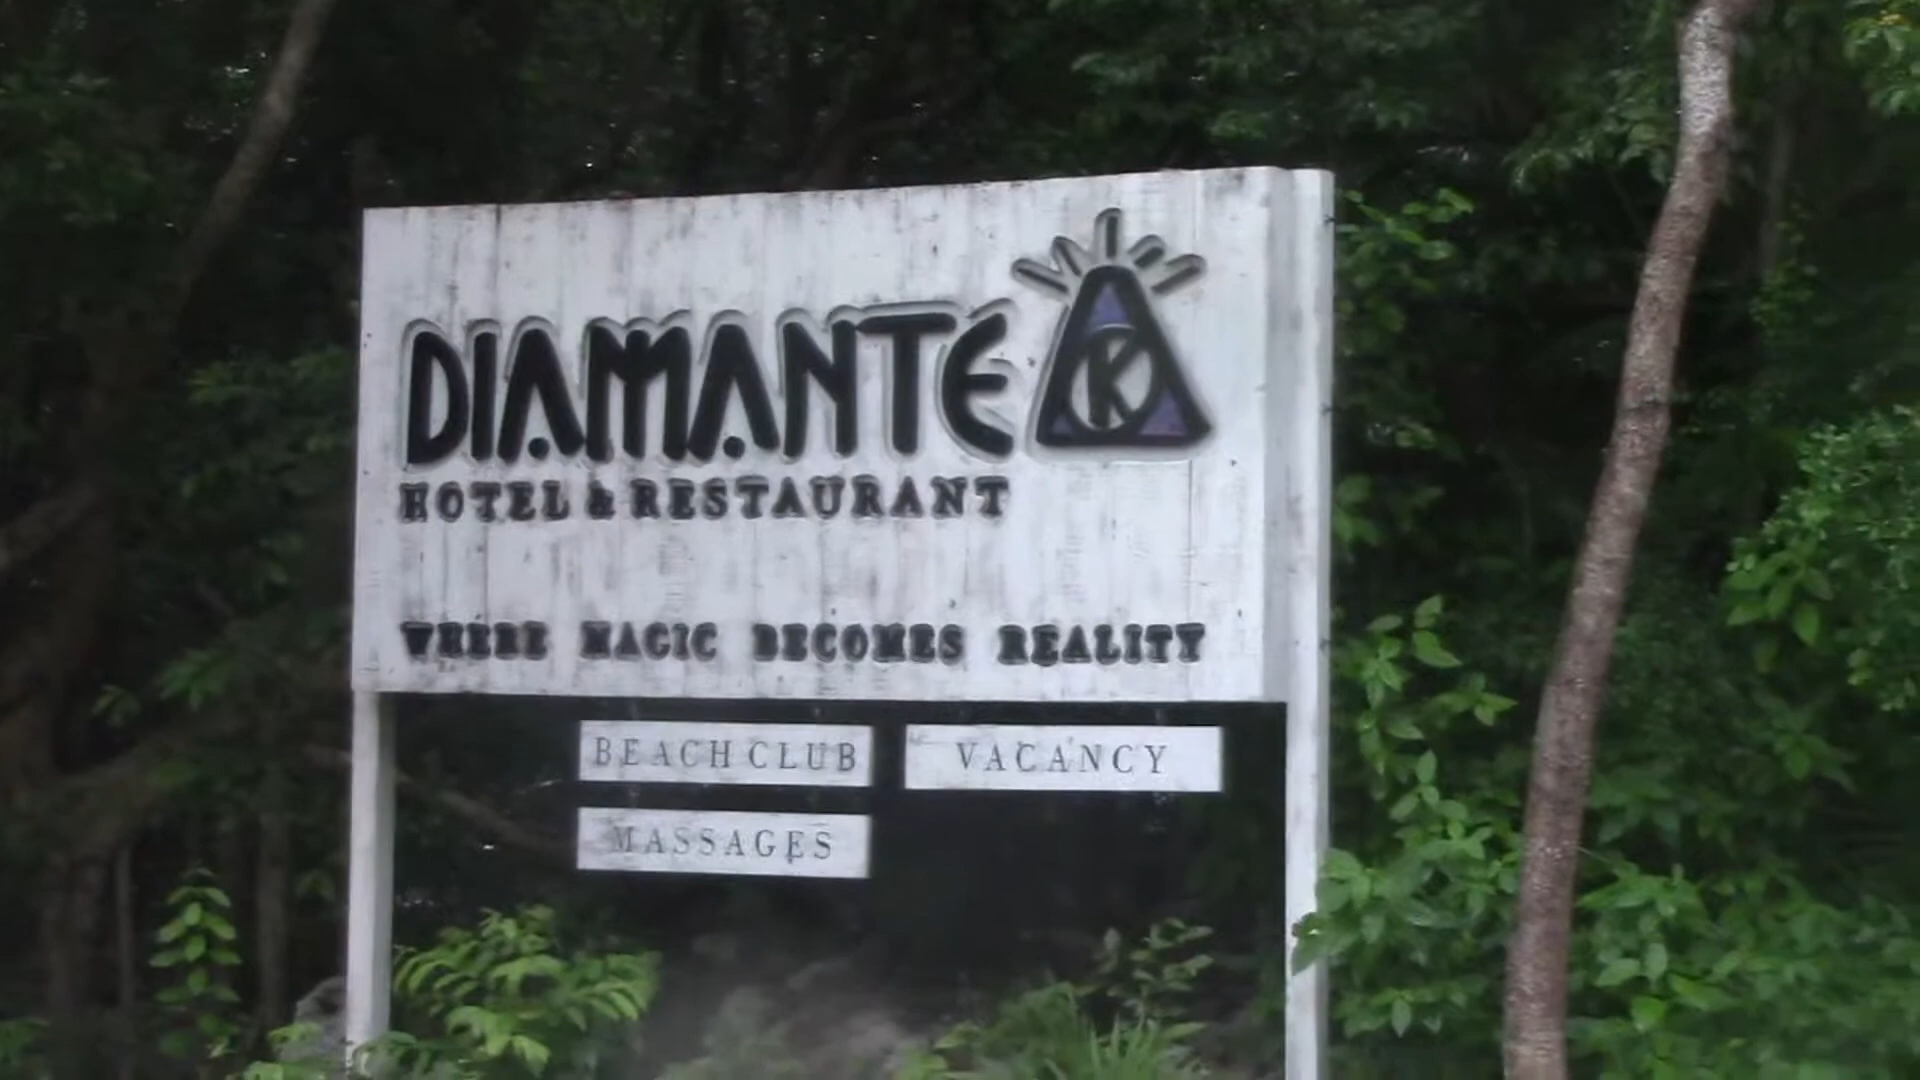 DIAMANTE K
HOTEL & RESTAURANT
WHERE MAGIC BECOMES REALITY
BEACH CLUB
VACANCY
MASSAGES